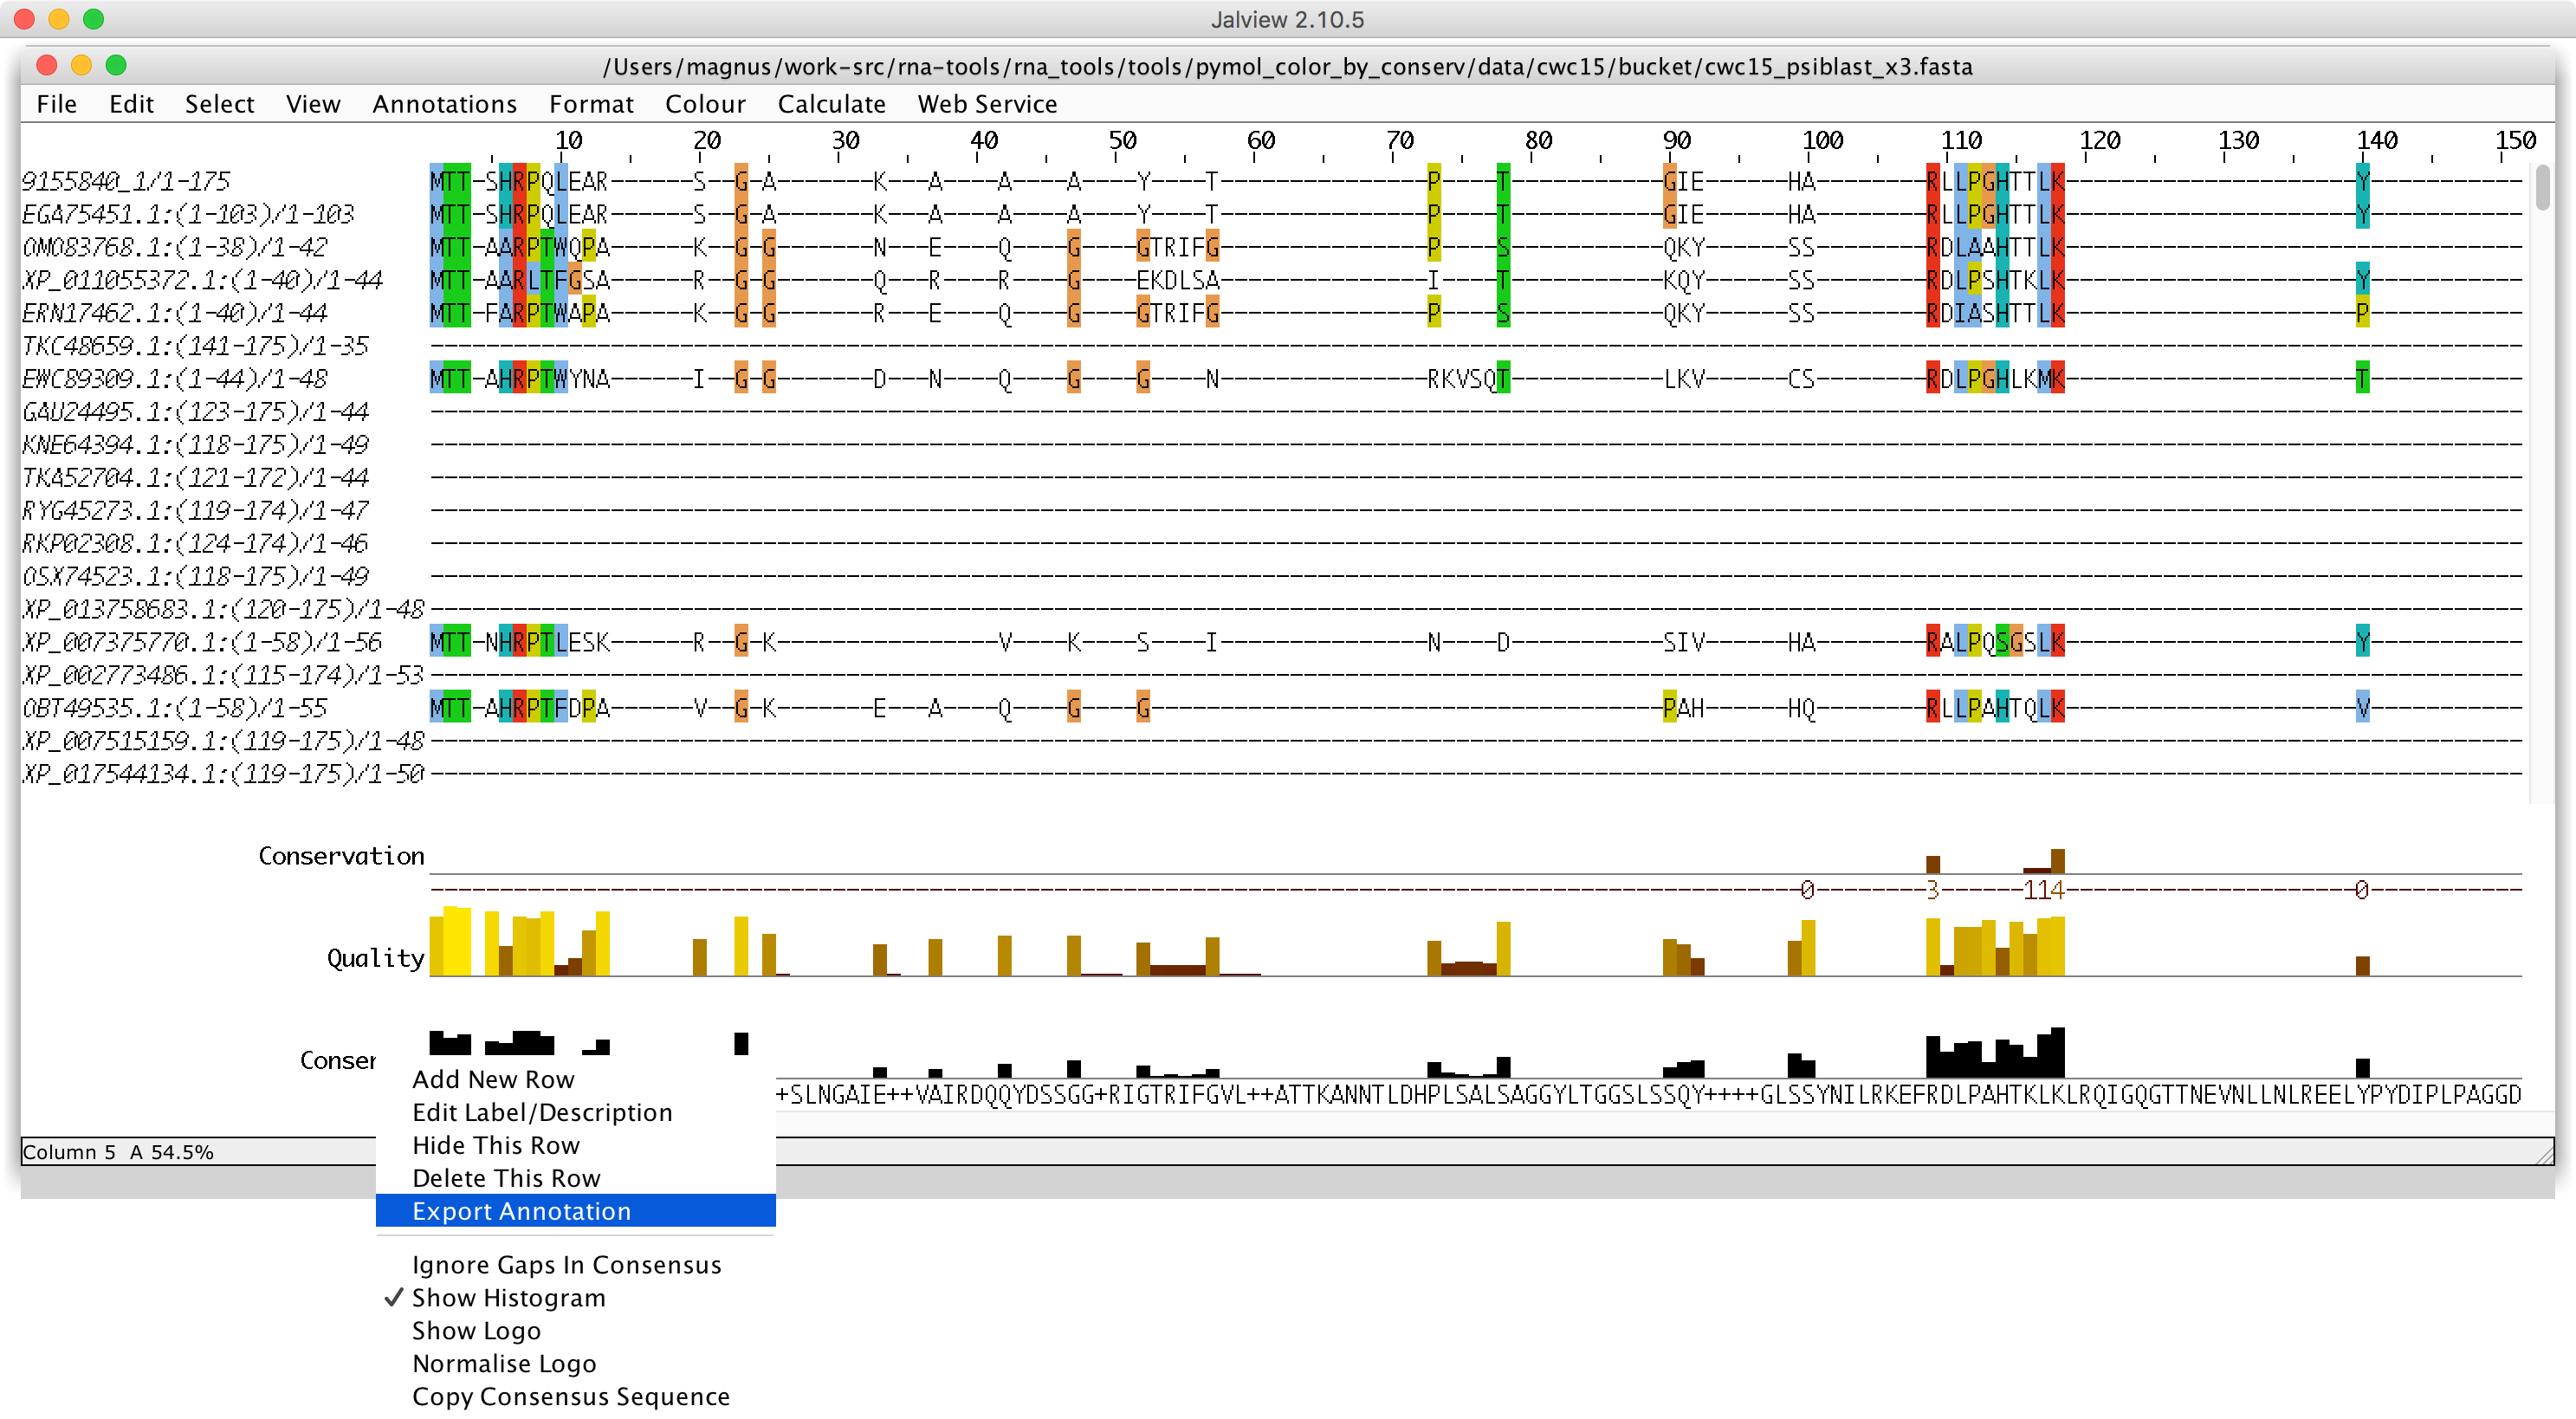 Jalview 2.10.5
/Users/magnus/work-src/rna-tools/rna_tools/tools/pymol_color_by_conserv/data/cwc15/bucket/cwc15_psiblast_x3.fasta
File Edit Select View Annotations Format Colour Calculate Web Service
10 20 30 40 50 60 70 80 90 100 110 120 130 140 150
9155840_1/1-175 MTT-SHRPQLEAR------S--G-A-------K---A----A----A----Y----T---------------P----T-----------GIE------HA--------RLLPGHTTLK---------------------Y-----------
EGA75451.1:(1-103)/1-103 MTT-SHRPQLEAR------S--G-A-------K---A----A----A----Y----T---------------P----T-----------GIE------HA--------RLLPGHTTLK---------------------Y-----------
OMO83768.1:(1-38)/1-42 MTT-AARPTWQPA------K--G-G-------N---E----Q----G----GTRIFG---------------P----S-----------QKY------SS--------RDLAAHTTLK---------------------------------
XP_011055372.1:(1-40)/1-44 MTT-AARLTFGSA------R--G-G-------Q---R----R----G----EKDLSA---------------I----T-----------KQY------SS--------RDLPSHTKLK---------------------Y-----------
ERN17462.1:(1-40)/1-44 MTT-FARPTWAPA------K--G-G-------R---E----Q----G----GTRIFG---------------P----S-----------QKY------SS--------RDIASHTTLK---------------------P-----------
TKC48659.1:(141-175)/1-35
EWC89309.1:(1-44)/1-48 MTT-AHRPTWYNA------I--G-G-------D---N----Q----G----G----N---------------RKVSQT-----------LKV------CS--------RDLPGHLKMK---------------------T-----------
GAU24495.1:(123-175)/1-44
KNE64394.1:(118-175)/1-49
TKA52704.1:(121-172)/1-44
RYG45273.1:(119-174)/1-47
RKP02308.1:(124-174)/1-46
OSX74523.1:(118-175)/1-49
XP_013758683.1:(120-175)/1-48
XP_007375770.1:(1-58)/1-56 MTT-NHRPTLESK------R--G-K----------------V----K----S----I---------------N----D-----------SIV------HA--------RALPQSGSLK---------------------Y-----------
XP_002773486.1:(115-174)/1-53
OBT49535.1:(1-58)/1-55 MTT-AHRPTFDPA------V--G-K-------E---A----Q----G----G-------------------------------------PAH------HQ--------RLLPAHTQLK---------------------V-----------
XP_007515159.1:(119-175)/1-48
XP_017544134.1:(119-175)/1-50
Conservation
0 3 114 0
Quality
Conser
+SLNGAIE++VAIRDQQYDSSGG+RIGTRIFGVL++ATTKANNTLDHPLSALSAGGYLTGGSLSSQY++++GLSSYNILRKEFRDLPAHTKLKLRQIGQGTTNEVNLLNLREELYPYDIPLPAGGD
Add New Row
Edit Label/Description
Hide This Row
Delete This Row
Export Annotation
Ignore Gaps In Consensus
✓ Show Histogram
Show Logo
Normalise Logo
Copy Consensus Sequence
Column 5 A 54.5%